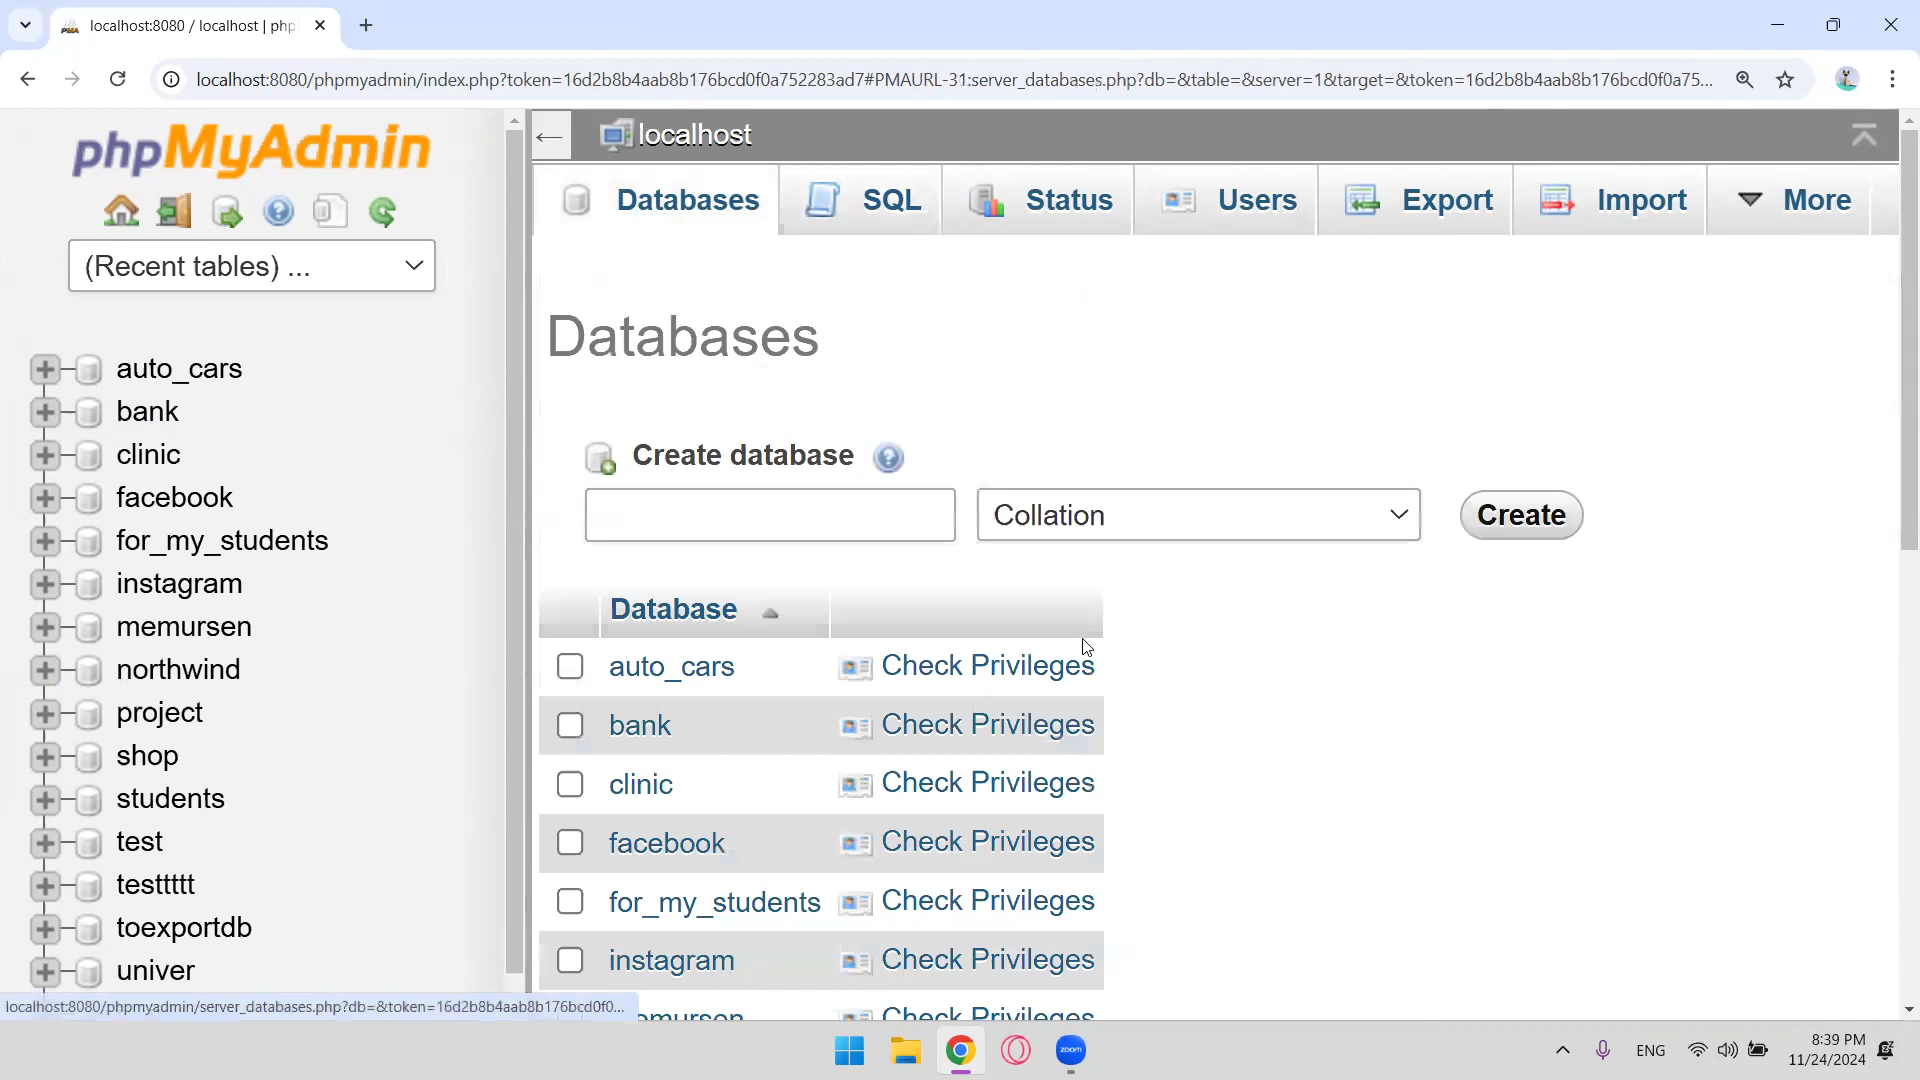 localhost:8080 / localhost | php
localhost:8080/phpmyadmin/index.php?token=16d2b8b4aab8b176bcd0f0a752283ad7#PMAURL-31:server_databases.php?db=&table=&server=1&target=&token=16d2b8b4aab8b176bcd0f0a75...
phpMyAdmin
(Recent tables) ...
auto_cars
bank
clinic
facebook
for_my_students
instagram
memursen
northwind
project
shop
students
test
testtttt
toexportdb
univer
localhost:8080/phpmyadmin/server_databases.php?db=&token=16d2b8b4aab8b176bcd0f0...
localhost
Databases SQL Status Users Export Import More
Databases
Create database
Collation Create
Database
auto_cars Check Privileges
bank Check Privileges
clinic Check Privileges
facebook Check Privileges
for_my_students Check Privileges
instagram Check Privileges
Check Privileges
zoom
ENG
8:39 PM
11/24/2024